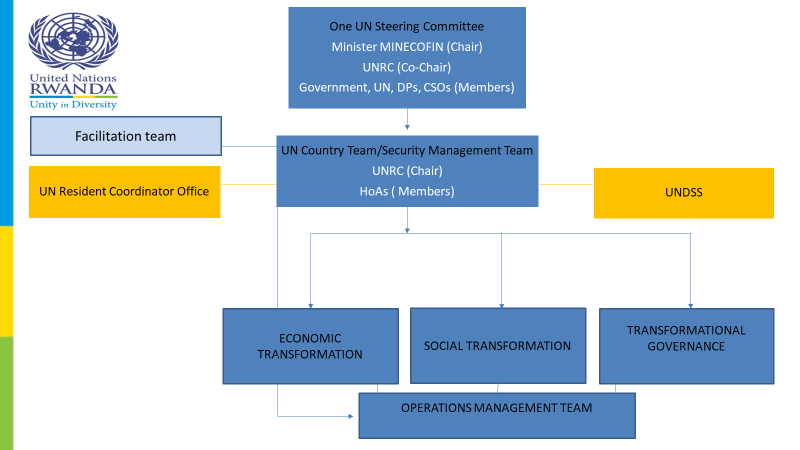 One UN Steering Committee
Minister MINECOFIN (Chair)
UNRC (Co-Chair)
Government, UN, DPs, CSOs (Members)
United Nations
RWANDA
Unity in Diversity
Facilitation team
UN Country Team/Security Management Team
UNRC (Chair)
HoAs ( Members)
UN Resident Coordinator Office
UNDSS
ECONOMIC
TRANSFORMATION
SOCIAL TRANSFORMATION
TRANSFORMATIONAL
GOVERNANCE
OPERATIONS MANAGEMENT TEAM